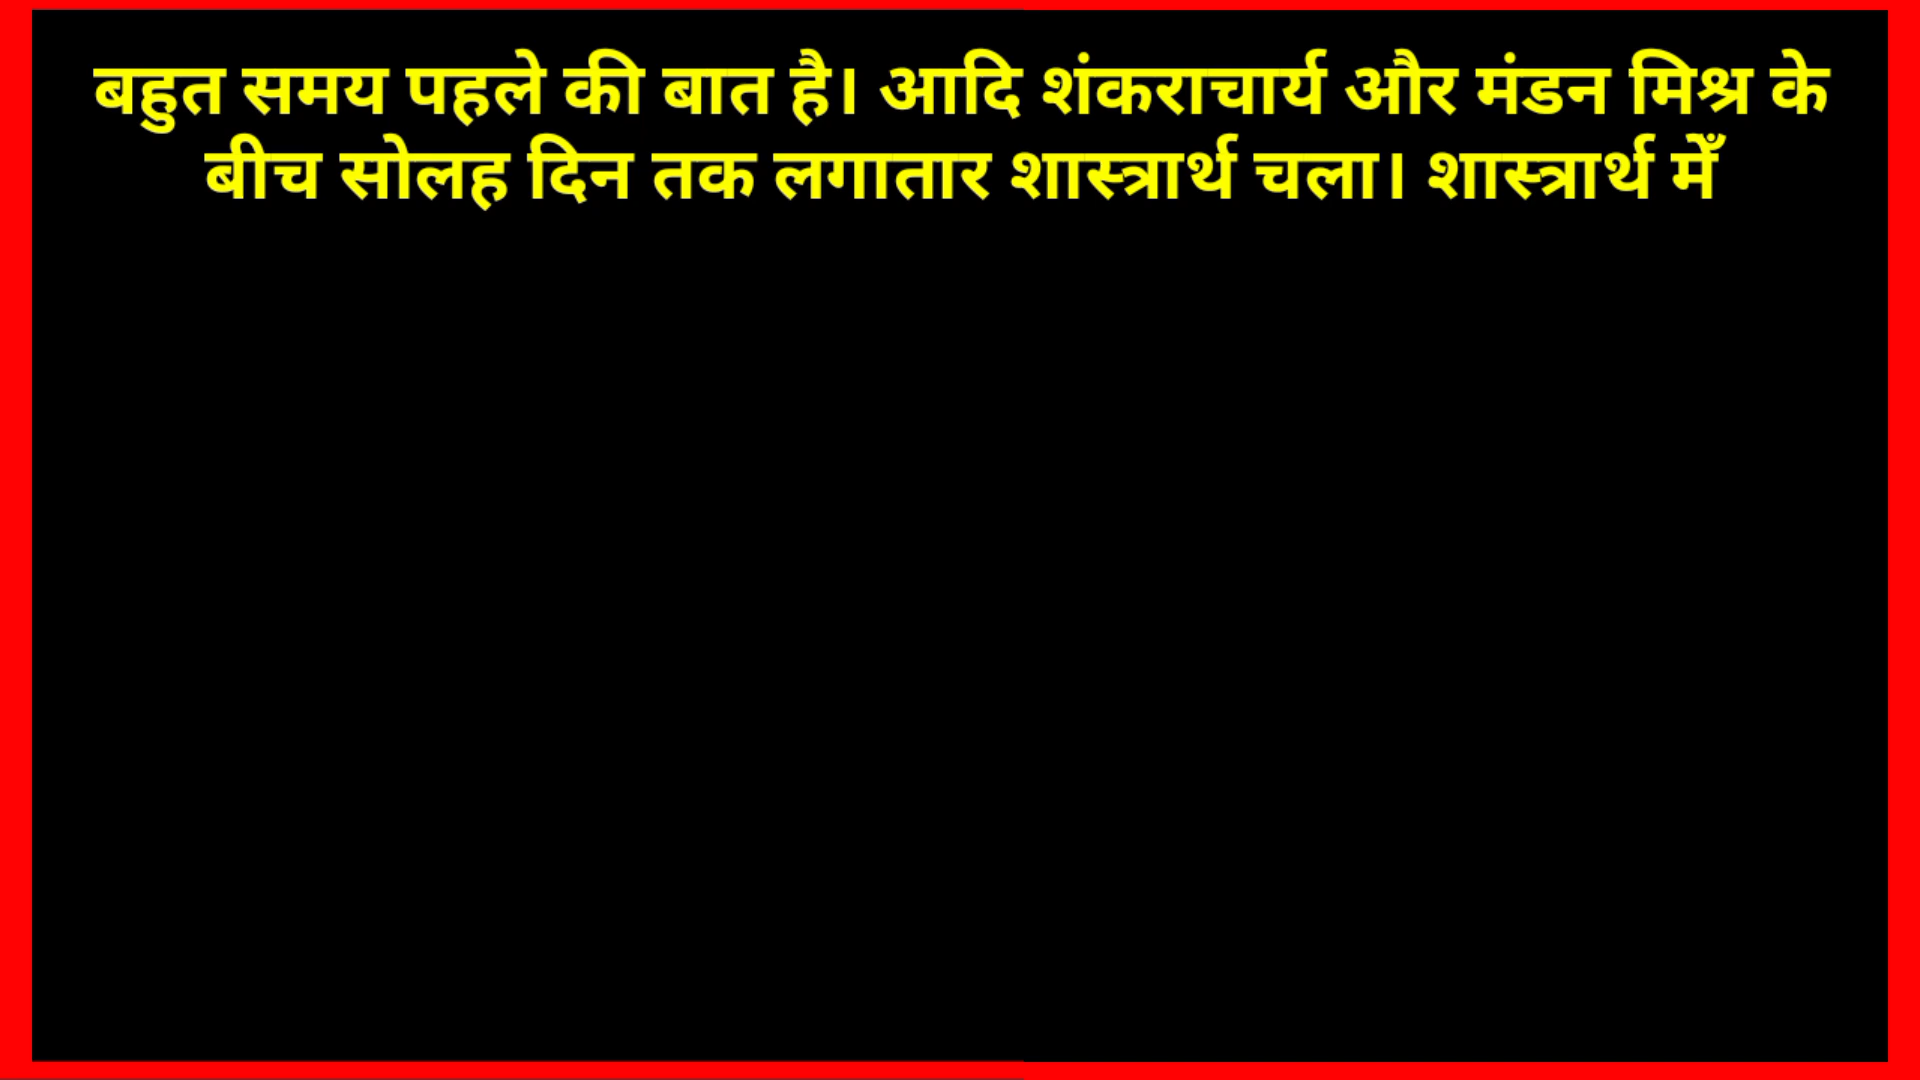 बहुत समय पहले की बात है। आदि शंकराचार्य और मंडन मिश्र के
बीच सोलह दिन तक लगातार शास्त्रार्थ चला। शास्त्रार्थ मेँ